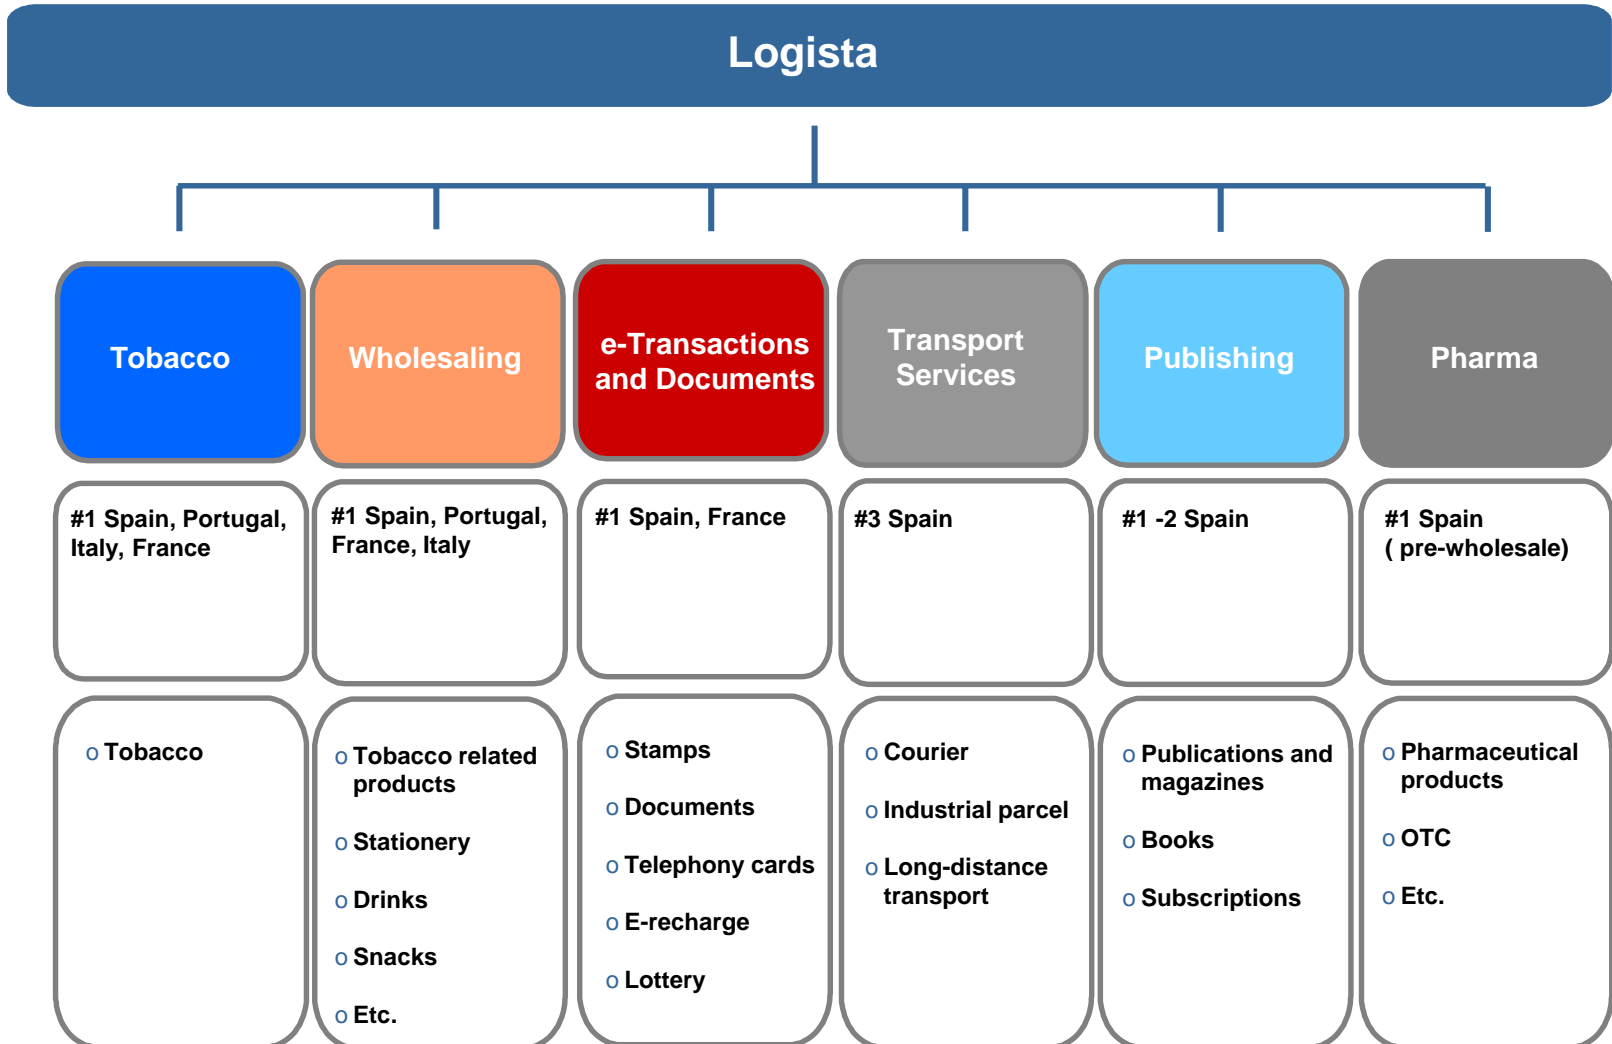 Logista
Tobacco
Wholesaling
e-Transactions
and Documents
Transport
Services
Publishing
Pharma
#1 Spain, Portugal,
Italy, France
#1 Spain, Portugal,
France, Italy
#1 Spain, France
#3 Spain
#1 -2 Spain
#1 Spain
( pre-wholesale)
o Tobacco
o Tobacco related
products
o Stationery
o Drinks
o Snacks
o Etc.
o Stamps
o Documents
o Telephony cards
o E-recharge
o Lottery
o Courier
o Industrial parcel
o Long-distance
transport
o Publications and
magazines
o Books
o Subscriptions
o Pharmaceutical
products
o OTC
o Etc.